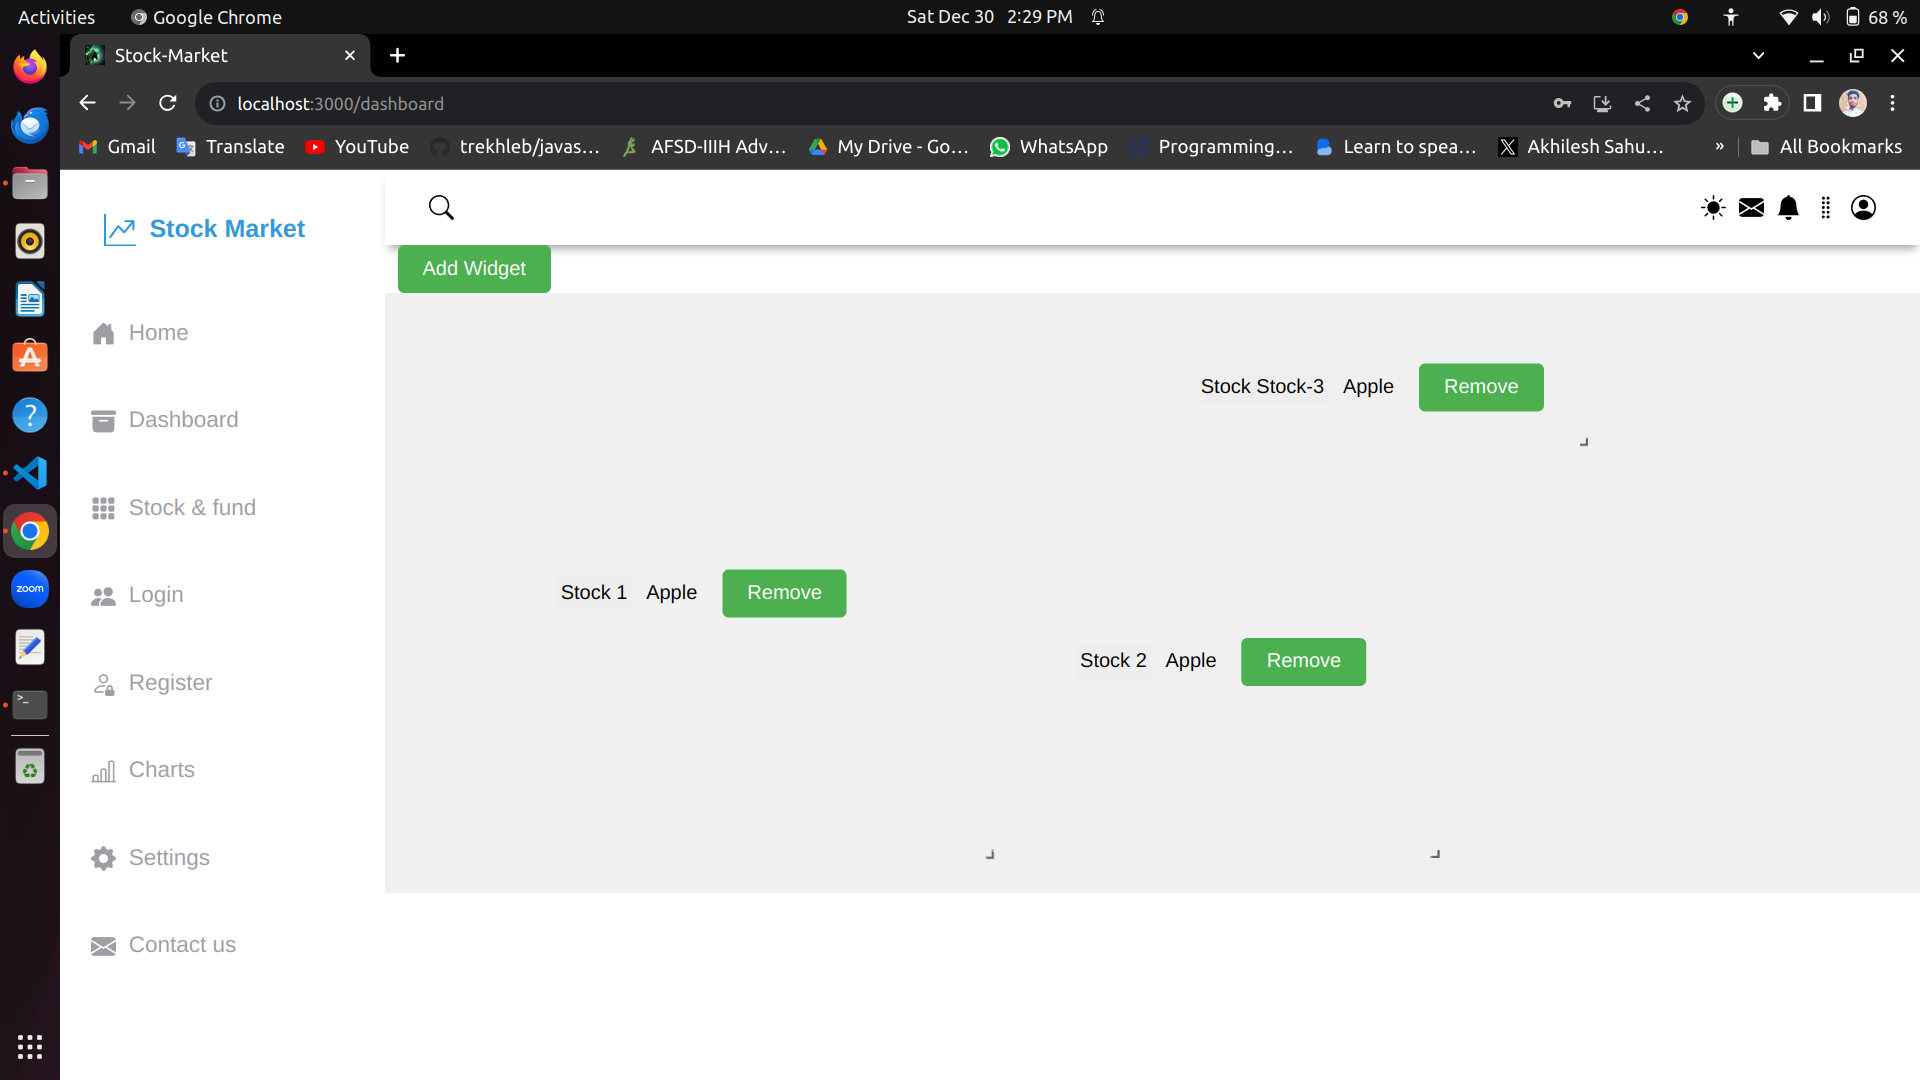 Activities Google Chrome Sat Dec 30 2:29 PM 68 %
Stock-Market
localhost:3000/dashboard
Gmail Translate YouTube trekhleb/javas... AFSD-IIIH Adv... My Drive - Go... WhatsApp Programming... Learn to spea... Akhilesh Sahu... » All Bookmarks
Stock Market
Add Widget
Home
Dashboard
Stock & fund
Login
Register
Charts
Settings
Contact us
Stock Stock-3 Apple Remove
Stock 1 Apple Remove
Stock 2 Apple Remove
zoom